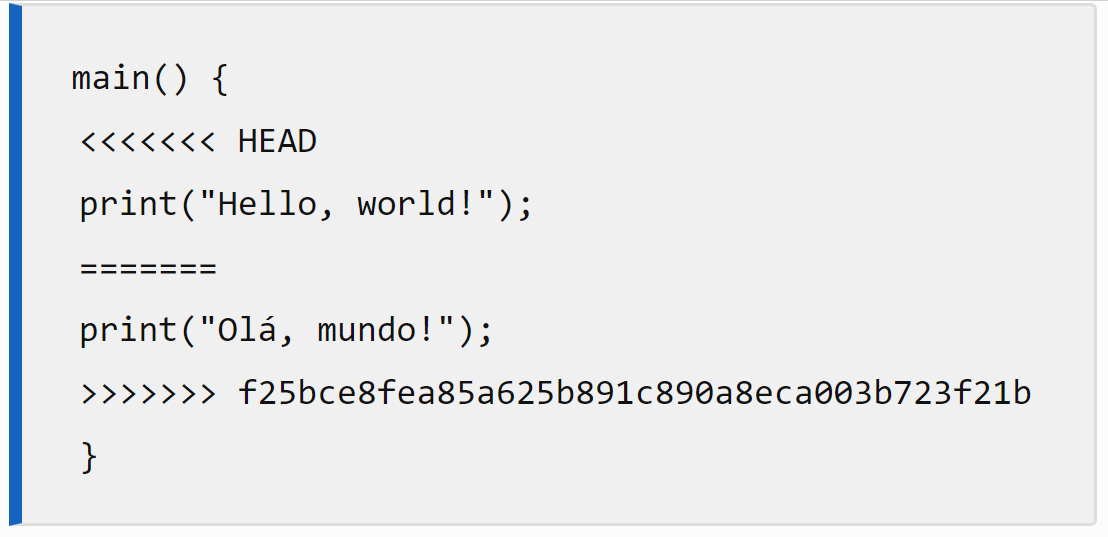 main() {
<<<<<<< HEAD
print("Hello, world!");
=======
print("Olá, mundo!");
>>>>>>> f25bce8fea85a625b891c890a8eca003b723f21b
}